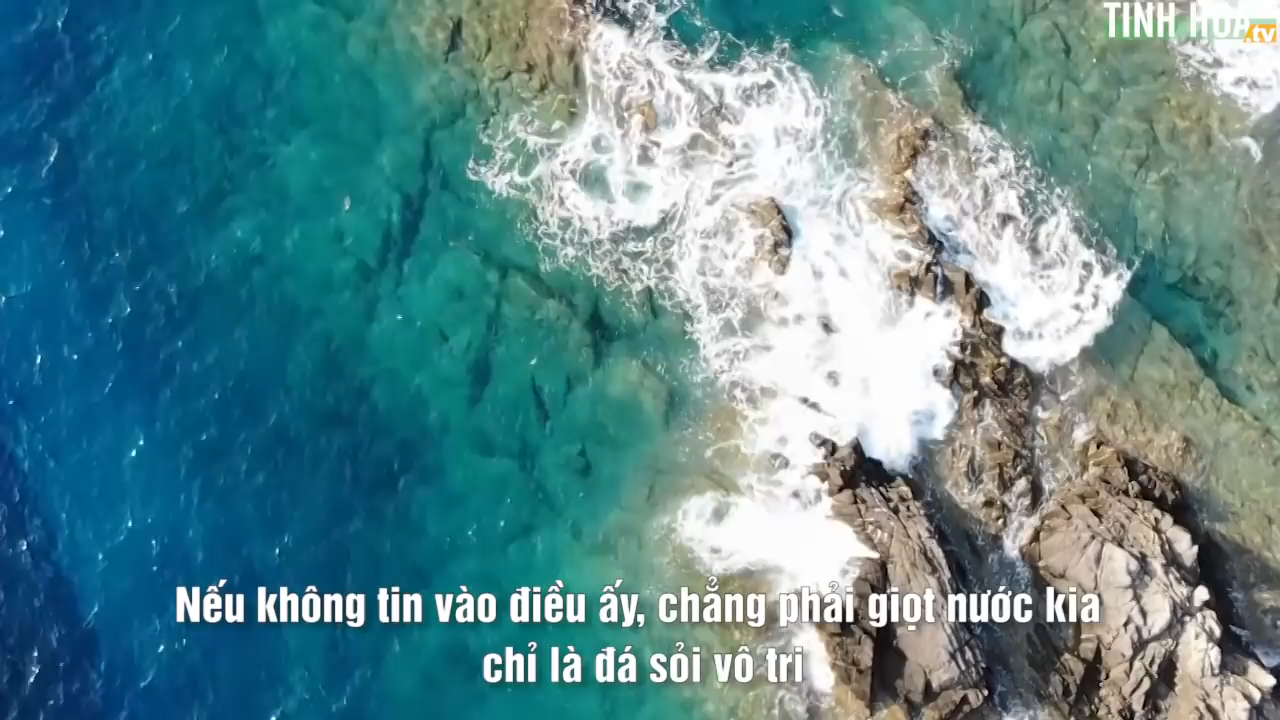 TINH HOA
.tv
Nếu không tin vào điều ấy, chẳng phải giọt nước kia
chỉ là đá sỏi vô tri